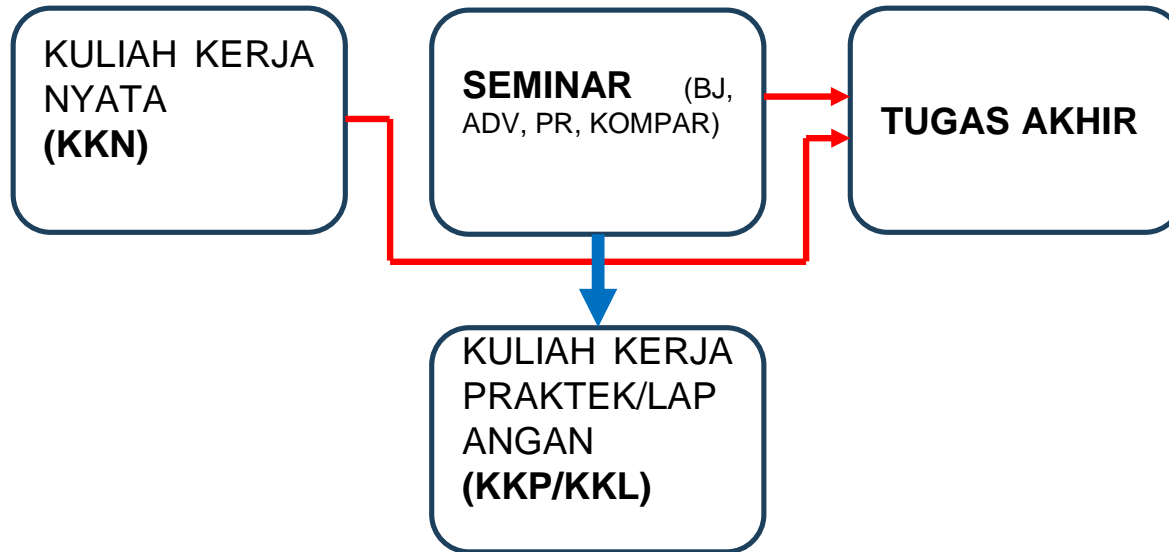 KULIAH KERJA
NYATA
(KKN)
SEMINAR (BJ,
ADV, PR, KOMPAR)
TUGAS AKHIR
KULIAH KERJA
PRAKTEK/LAP
ANGAN
(KKP/KKL)